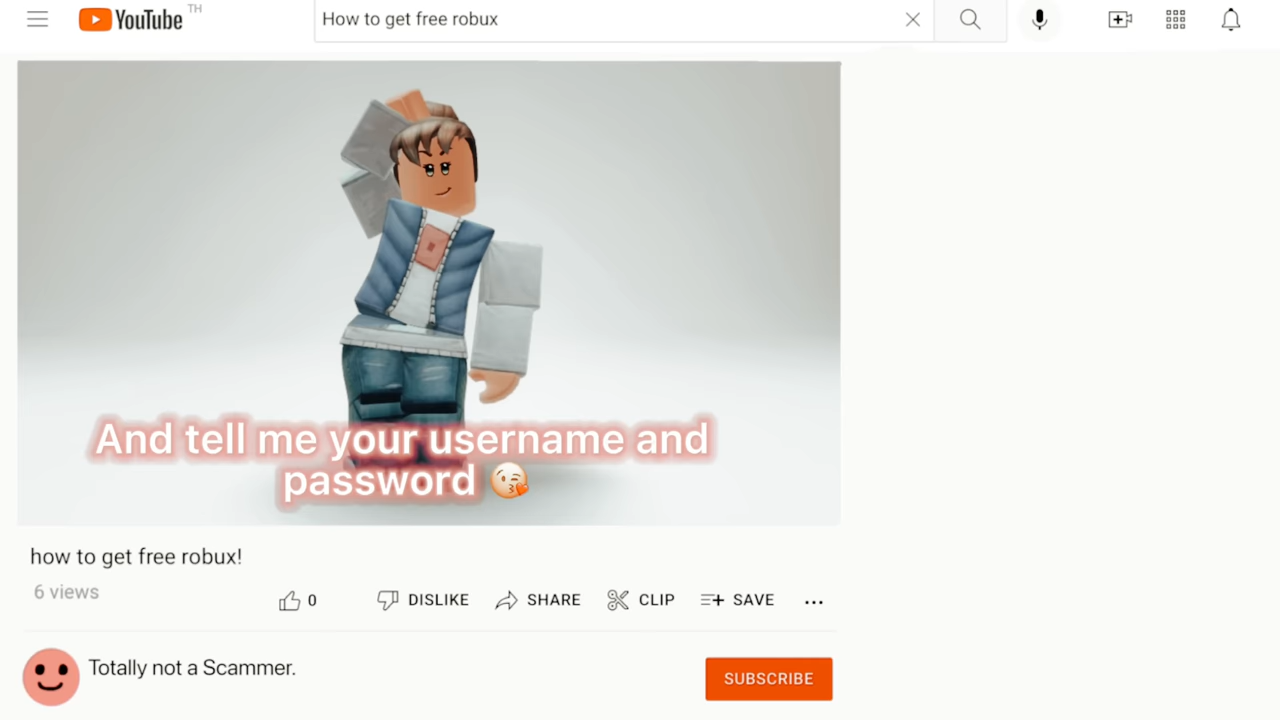 YouTube TH
How to get free robux
And tell me your username and
password 😘
how to get free robux!
6 views
0
DISLIKE
SHARE
CLIP
SAVE
Totally not a Scammer.
SUBSCRIBE